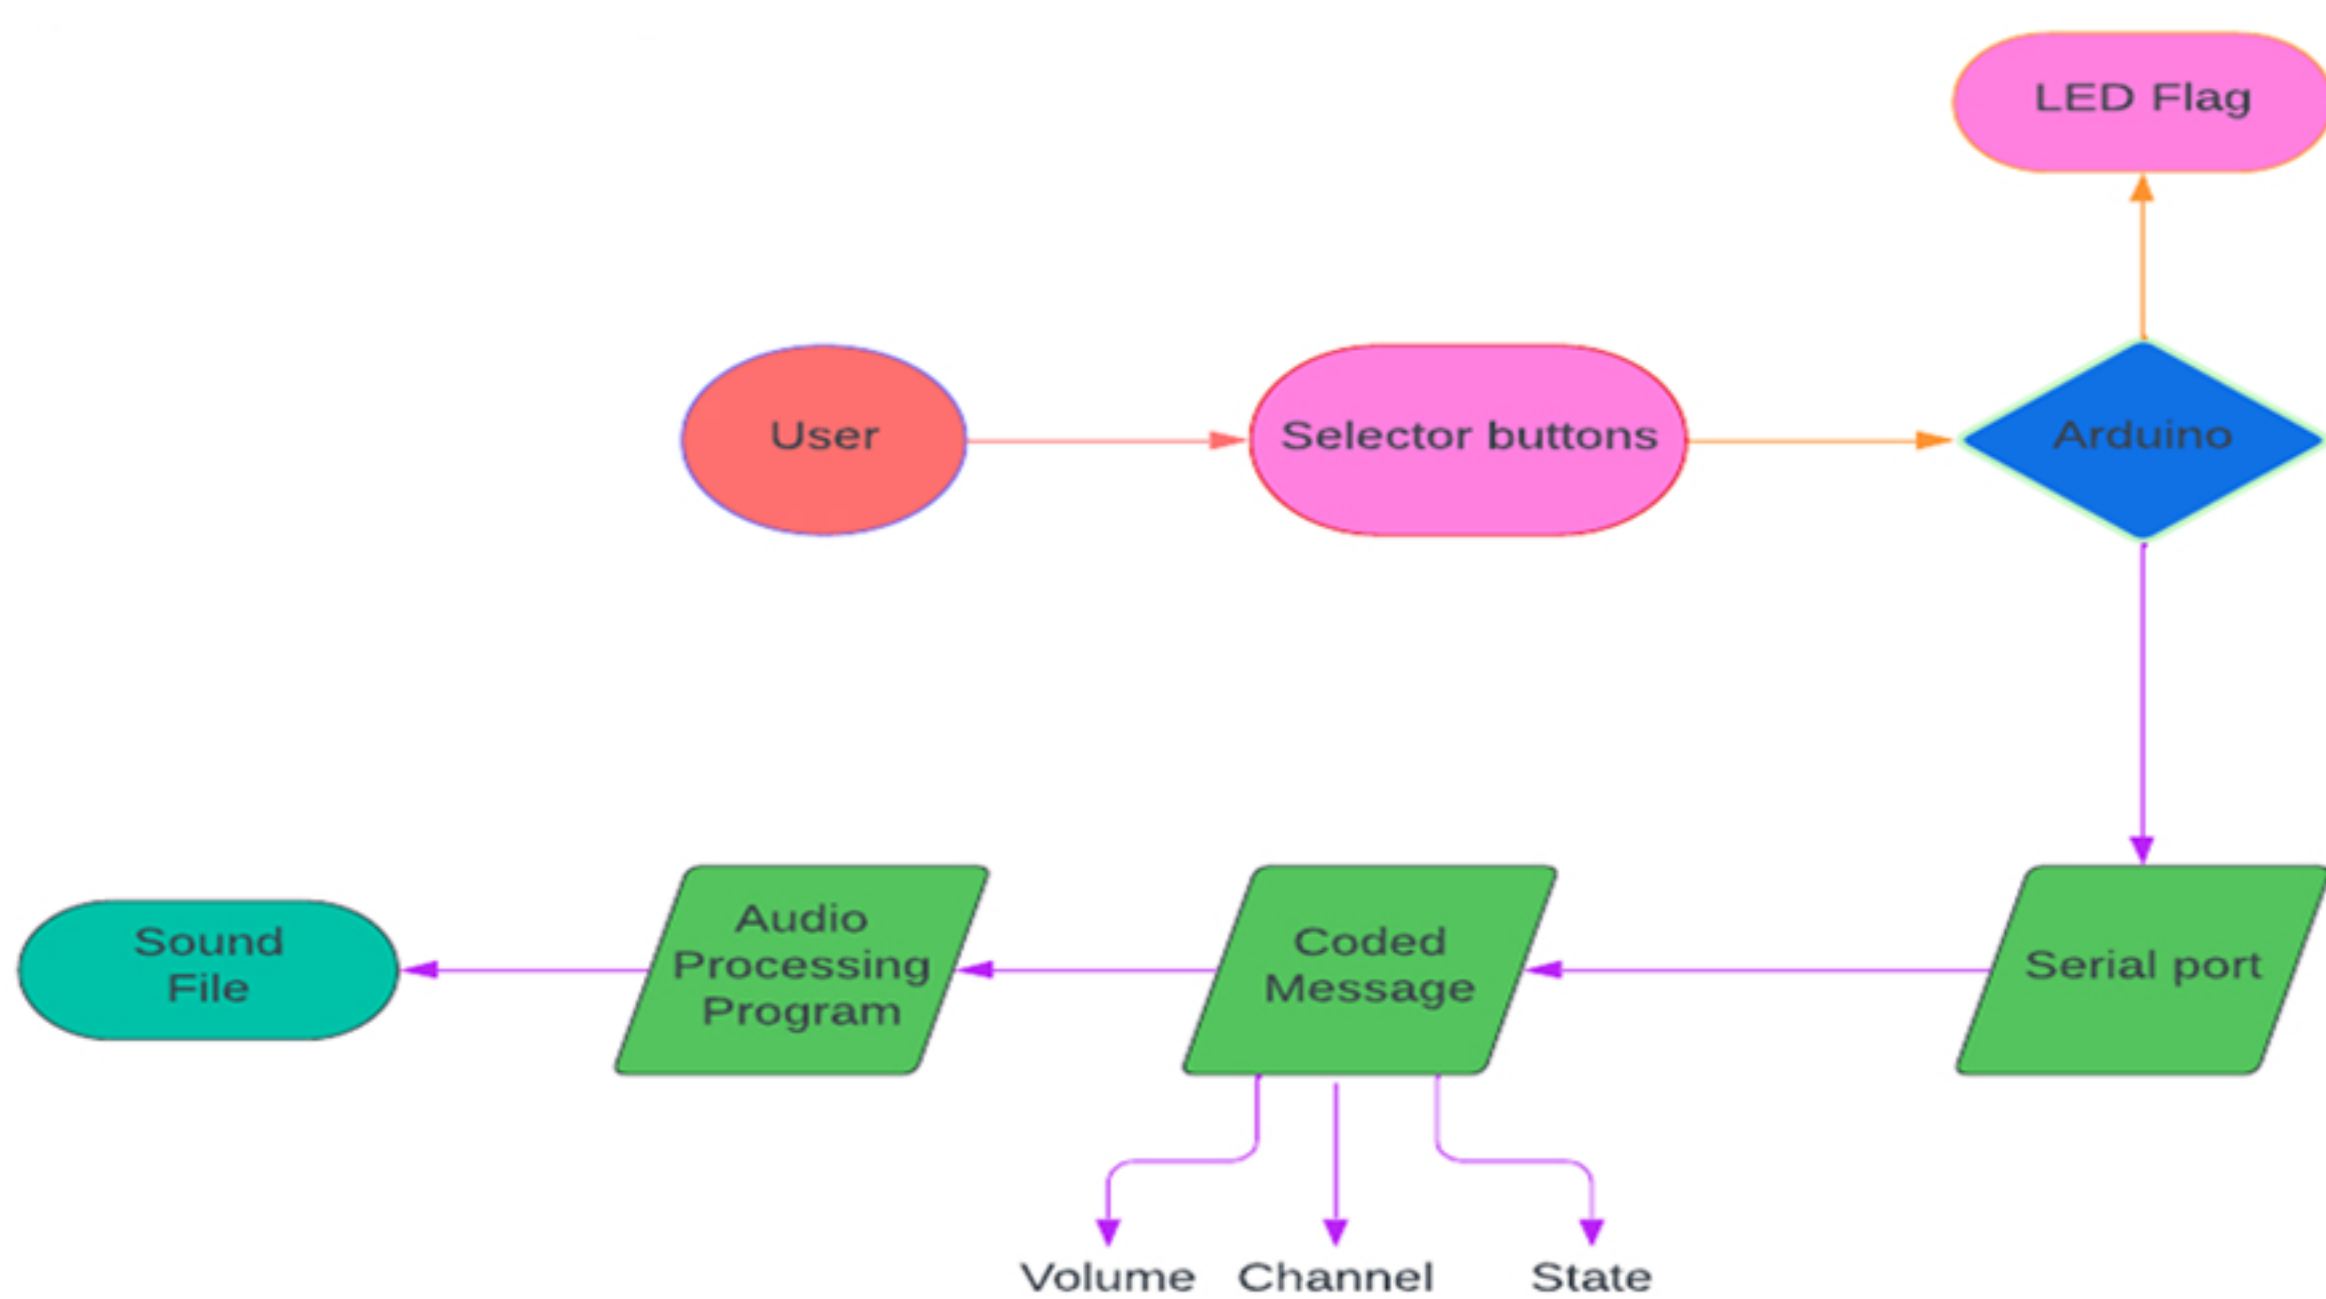 LED Flag
User
Selector buttons
Arduino
Sound
File
Audio
Processing
Program
Coded
Message
Serial port
Volume
Channel
State